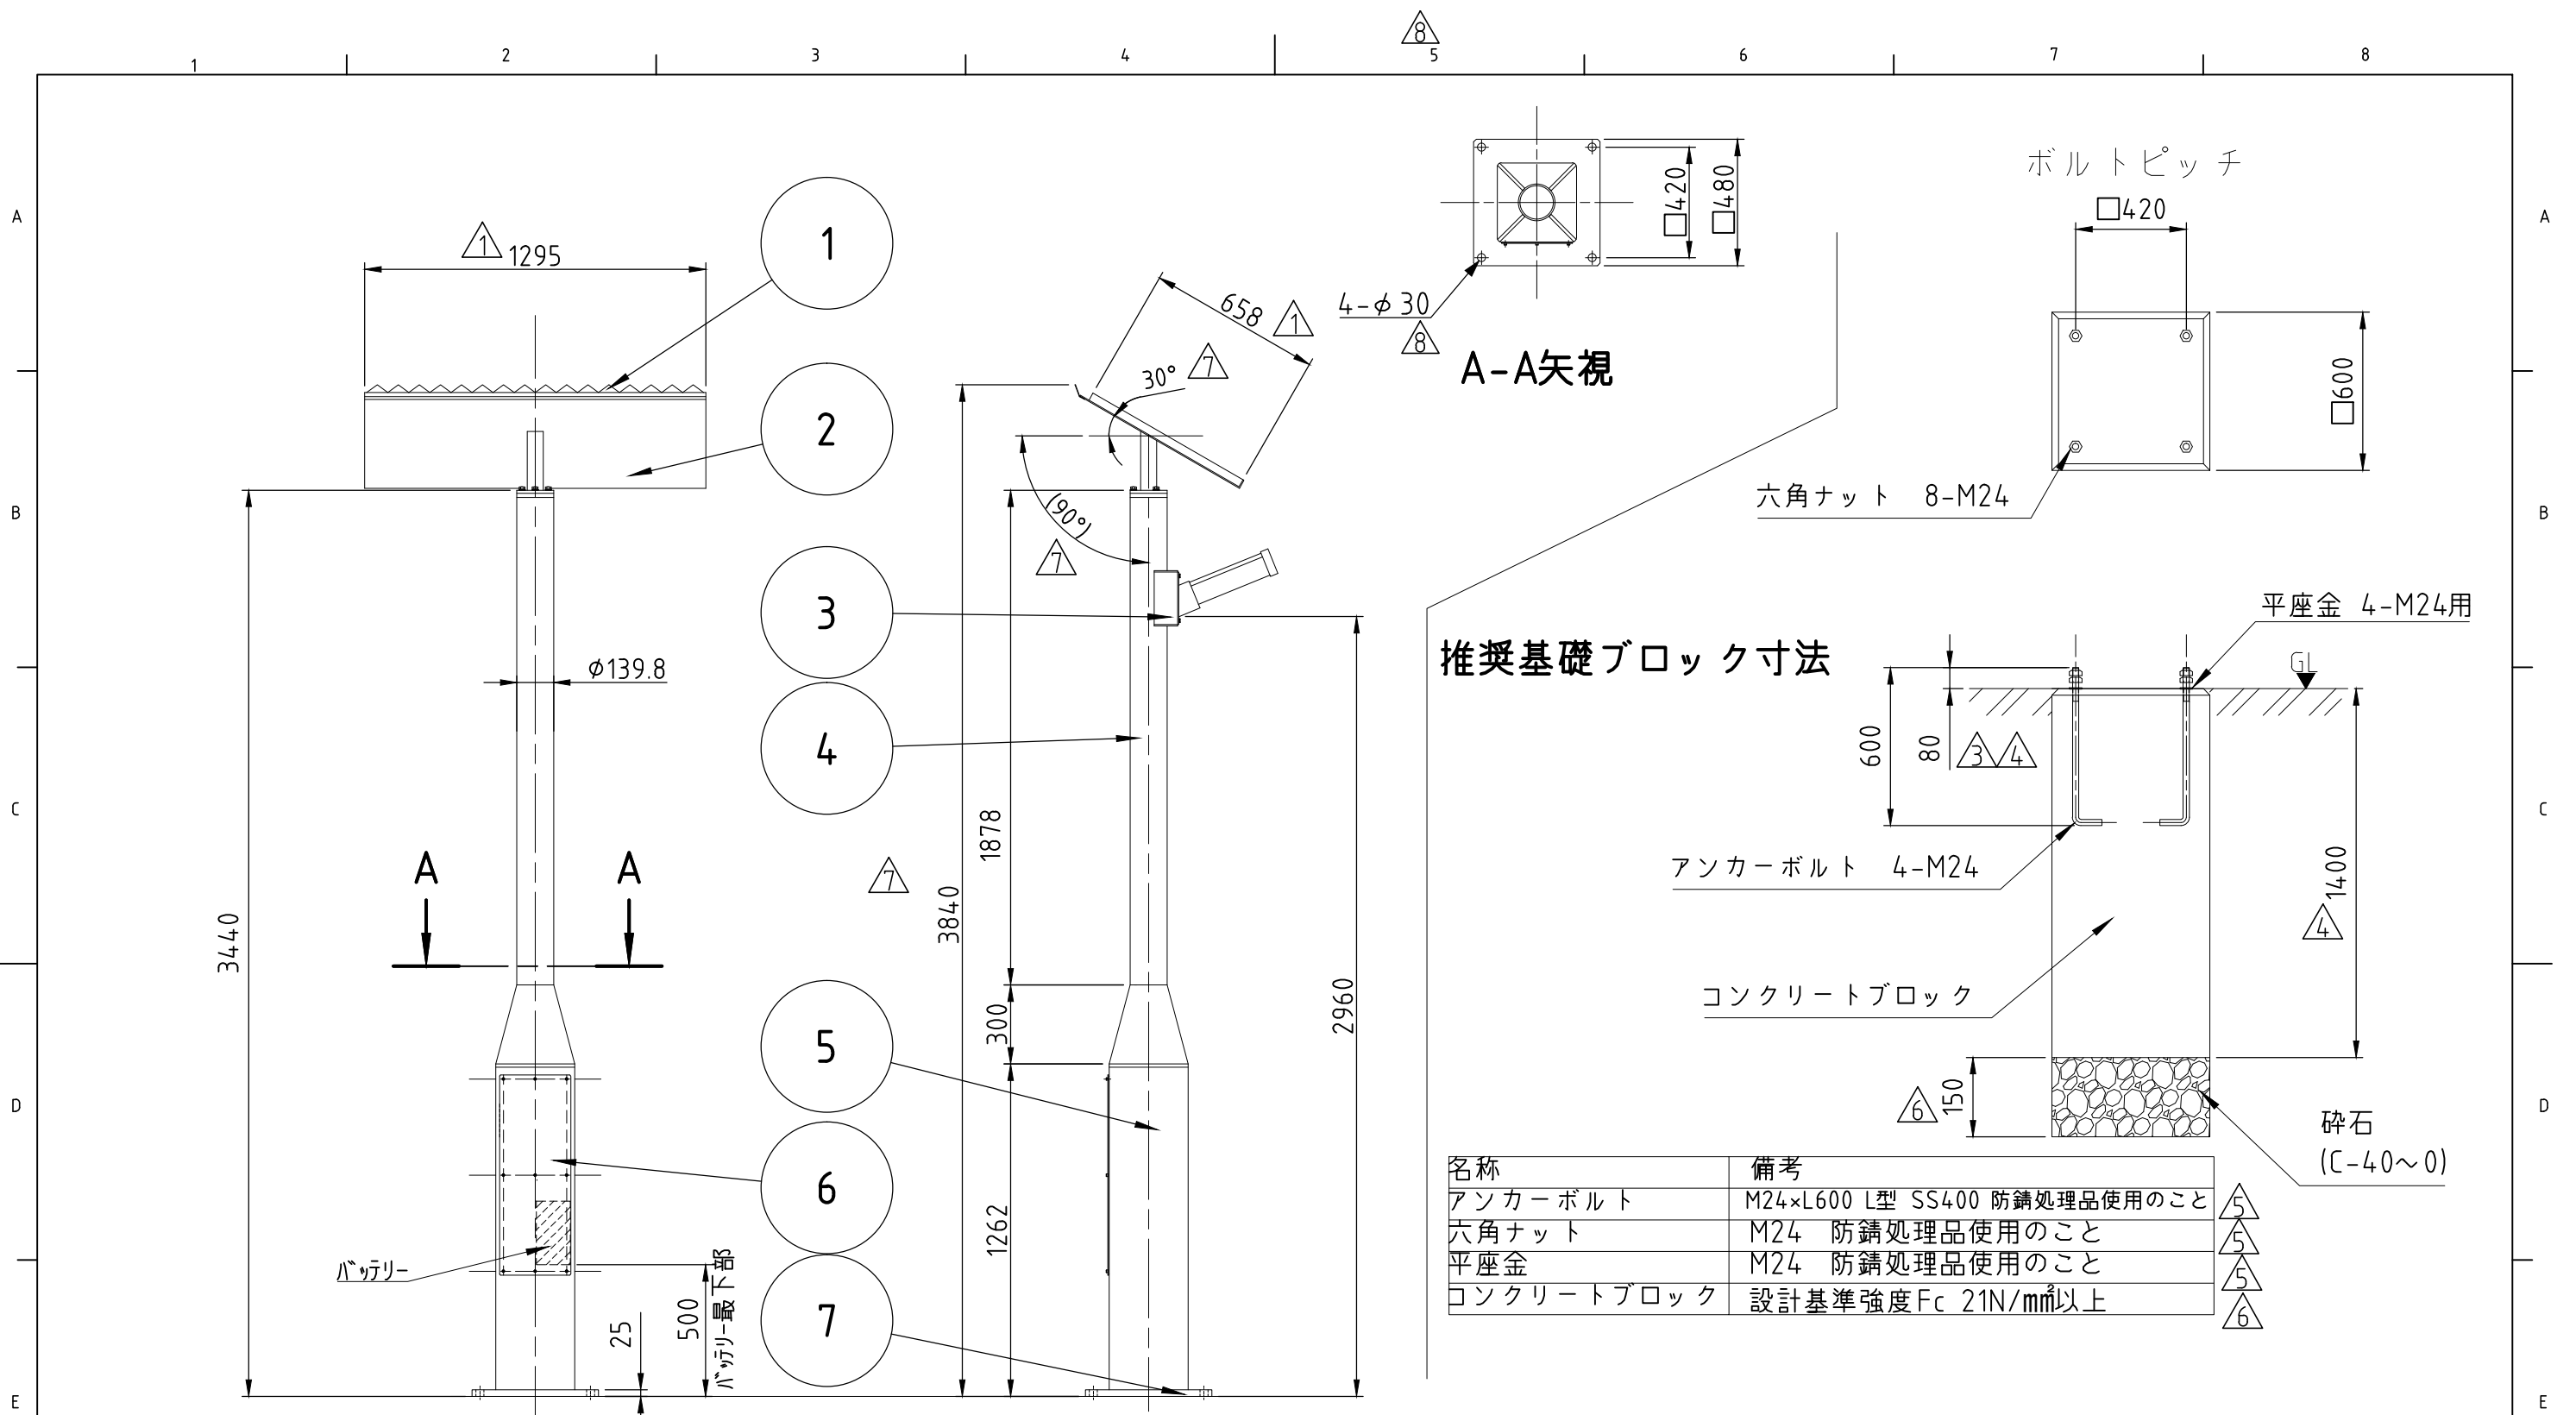 8
1 2 3 4 5 6 7 8
A
B
C
D
E
A
B
C
D
E
1
1295
1
2
3
4
5
6
7
φ139.8
A A
3440
バッテリー
25
500
バッテリー最下部
658
1
30°
7
(90°)
7
7
3840
1878
300
1262
2960
□420
□480
4-φ30
8
A-A矢視
ボルトピッチ
□420
□600
六角ナット 8-M24
推奨基礎ブロック寸法
平座金 4-M24用
GL
600
80
3 4
アンカーボルト 4-M24
コンクリートブロック
1400
4
150
6
砕石
(C-40~0)
名称 備考
アンカーボルト M24×L600 L型 SS400 防錆処理品使用のこと 5
六角ナット M24 防錆処理品使用のこと 5
平座金 M24 防錆処理品使用のこと 5
コンクリートブロック 設計基準強度Fc 21N/mm²以上 6